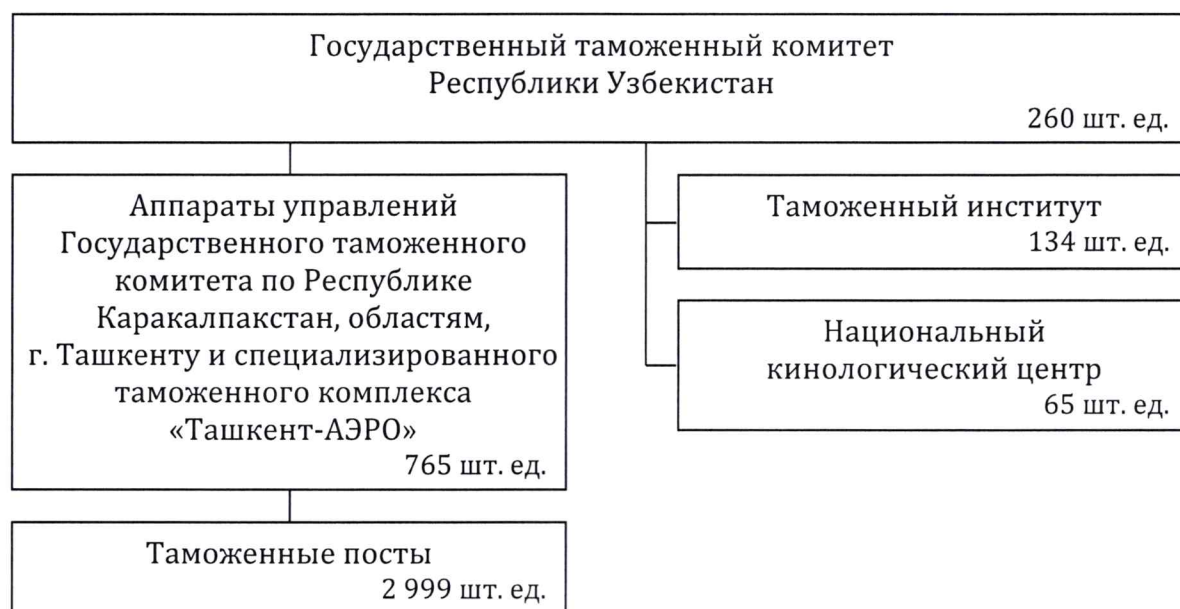 Государственный таможенный комитет
Республики Узбекистан
260 шт. ед.
Аппараты управлений
Государственного таможенного
комитета по Республике
Каракалпакстан, областям,
г. Ташкенту и специализированного
таможенного комплекса
«Ташкент-АЭРО»
765 шт. ед.
Таможенные посты
2 999 шт. ед.
Таможенный институт
134 шт. ед.
Национальный
кинологический центр
65 шт. ед.